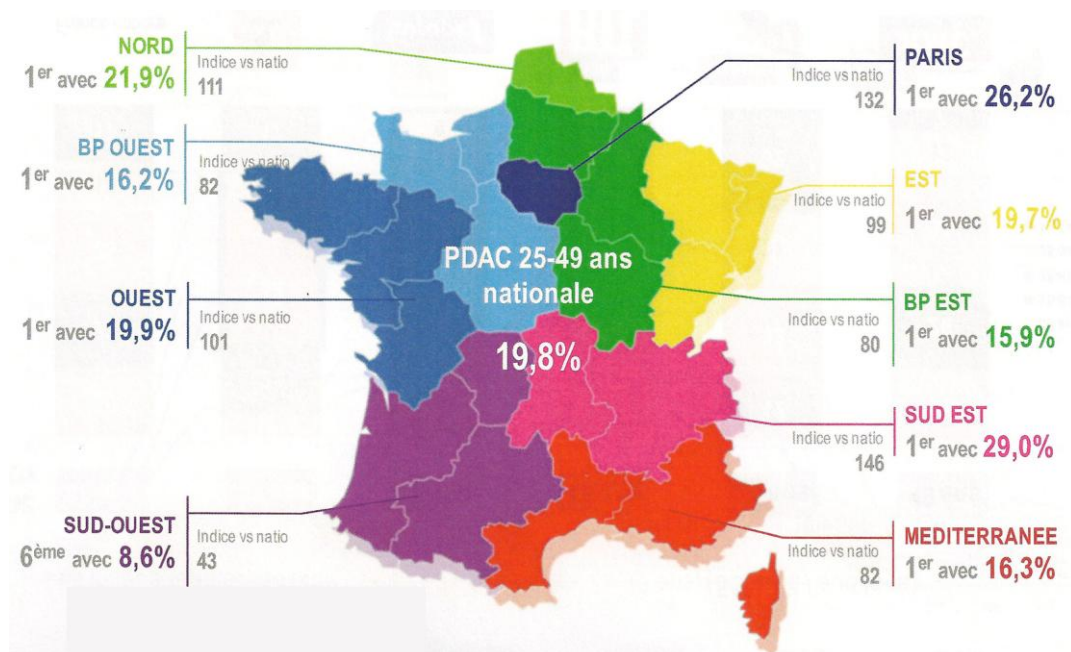 NORD
1er avec 21,9%
Indice vs natio
111
BP OUEST
1er avec 16,2%
Indice vs natio
82
OUEST
1er avec 19,9%
Indice vs natio
101
SUD-OUEST
6ème avec 8,6%
Indice vs natio
43
PDAC 25-49 ans
nationale
19,8%
PARIS
Indice vs natio
132
1er avec 26,2%
EST
Indice vs natio
99
1er avec 19,7%
BP EST
Indice vs natio
80
1er avec 15,9%
SUD EST
Indice vs natio
146
1er avec 29,0%
MEDITERRANEE
Indice vs natio
82
1er avec 16,3%